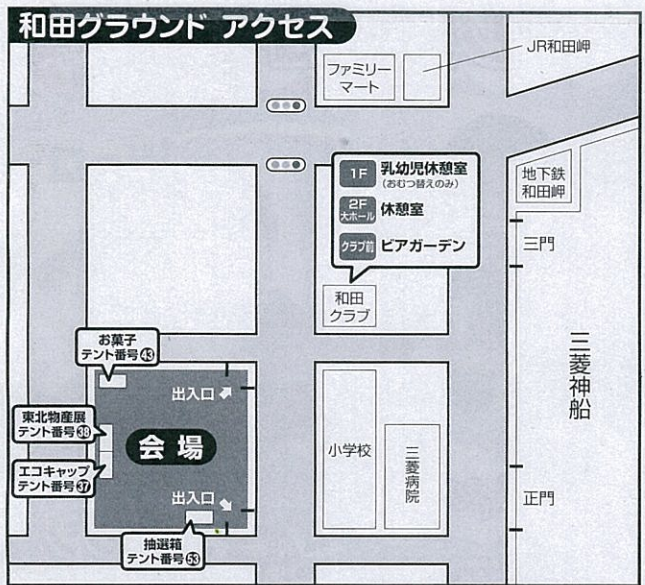 和田グラウンド アクセス
JR和田岬
ファミリー
マート
1F 乳幼児休憩室
(おむつ替えのみ)
2F
大ホール 休憩室
クラブ前 ビアガーデン
地下鉄
和田岬
三門
和田
クラブ
三菱神船
お菓子
テント番号㊸
出入口
東北物産展
テント番号㊳
会場
エコキャップ
テント番号㊲
小学校
三菱病院
出入口
正門
抽選箱
テント番号53